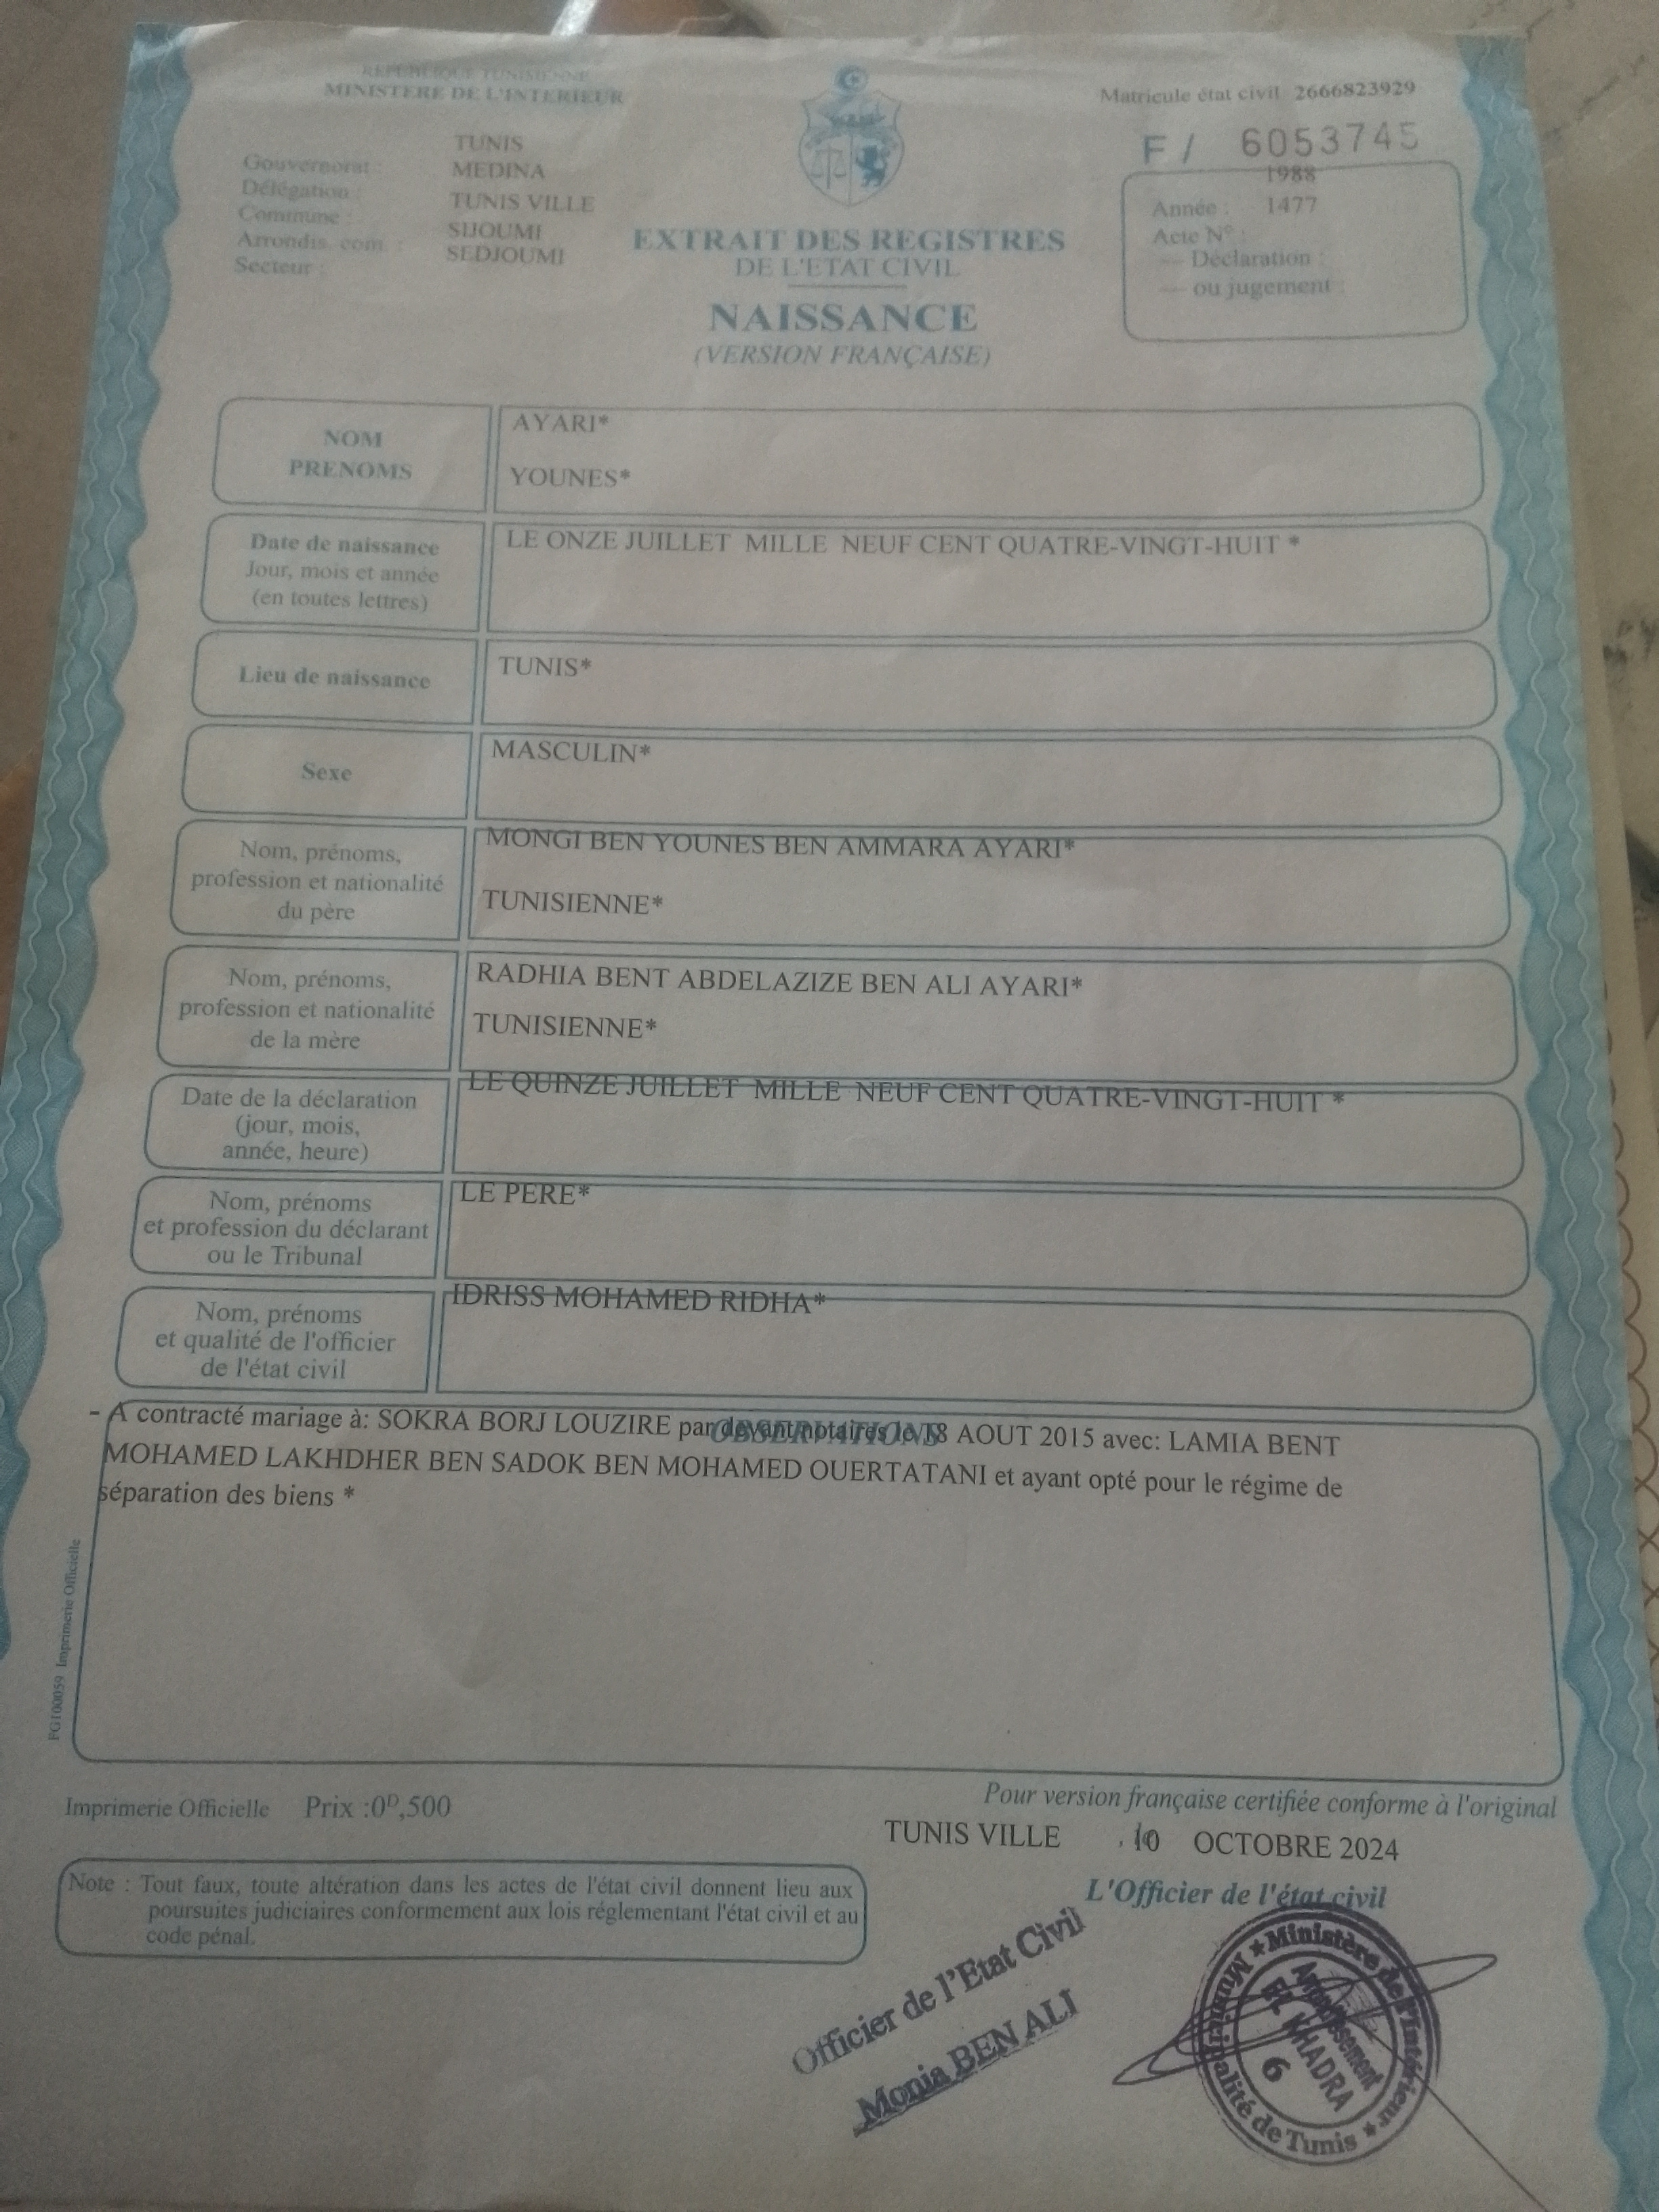 REPUBLIQUE TUNISIENNE
MINISTERE DE L'INTERIEUR
Matricule état civil 2666823929
F / 6053745
Gouvernorat : TUNIS
Délégation : MEDINA
Commune : TUNIS VILLE
Arrondis. com. : SIJOUMI
Secteur : SEDJOUMI
EXTRAIT DES REGISTRES
DE L'ETAT CIVIL
NAISSANCE
(VERSION FRANÇAISE)
1988
Année : 1477
Acte N° :
— Déclaration :
— ou jugement :
NOM
PRENOMS
AYARI*
YOUNES*
Date de naissance
Jour, mois et année
(en toutes lettres)
LE ONZE JUILLET MILLE NEUF CENT QUATRE-VINGT-HUIT *
Lieu de naissance
TUNIS*
Sexe
MASCULIN*
Nom, prénoms,
profession et nationalité
du père
MONGI BEN YOUNES BEN AMMARA AYARI*
TUNISIENNE*
Nom, prénoms,
profession et nationalité
de la mère
RADHIA BENT ABDELAZIZE BEN ALI AYARI*
TUNISIENNE*
Date de la déclaration
(jour, mois,
année, heure)
LE QUINZE JUILLET MILLE NEUF CENT QUATRE-VINGT-HUIT *
Nom, prénoms
et profession du déclarant
ou le Tribunal
LE PERE*
Nom, prénoms
et qualité de l'officier
de l'état civil
IDRISS MOHAMED RIDHA*
OBSERVATIONS
- A contracté mariage à: SOKRA BORJ LOUZIRE par devant notaires le 18 AOUT 2015 avec: LAMIA BENT
MOHAMED LAKHDHER BEN SADOK BEN MOHAMED OUERTATANI et ayant opté pour le régime de
séparation des biens *
FG100059 Imprimerie Officielle
Imprimerie Officielle Prix :0ᴰ,500
Pour version française certifiée conforme à l'original
TUNIS VILLE 10 OCTOBRE 2024
L'Officier de l'état civil
Note : Tout faux, toute altération dans les actes de l'état civil donnent lieu aux
poursuites judiciaires conformement aux lois réglementant l'état civil et au
code pénal.
Officier de l'Etat Civil
Monia BEN ALI
★ Ministère de l'Intérieur ★
Municipalité de Tunis
Arrondissement
EL KHADRA
6